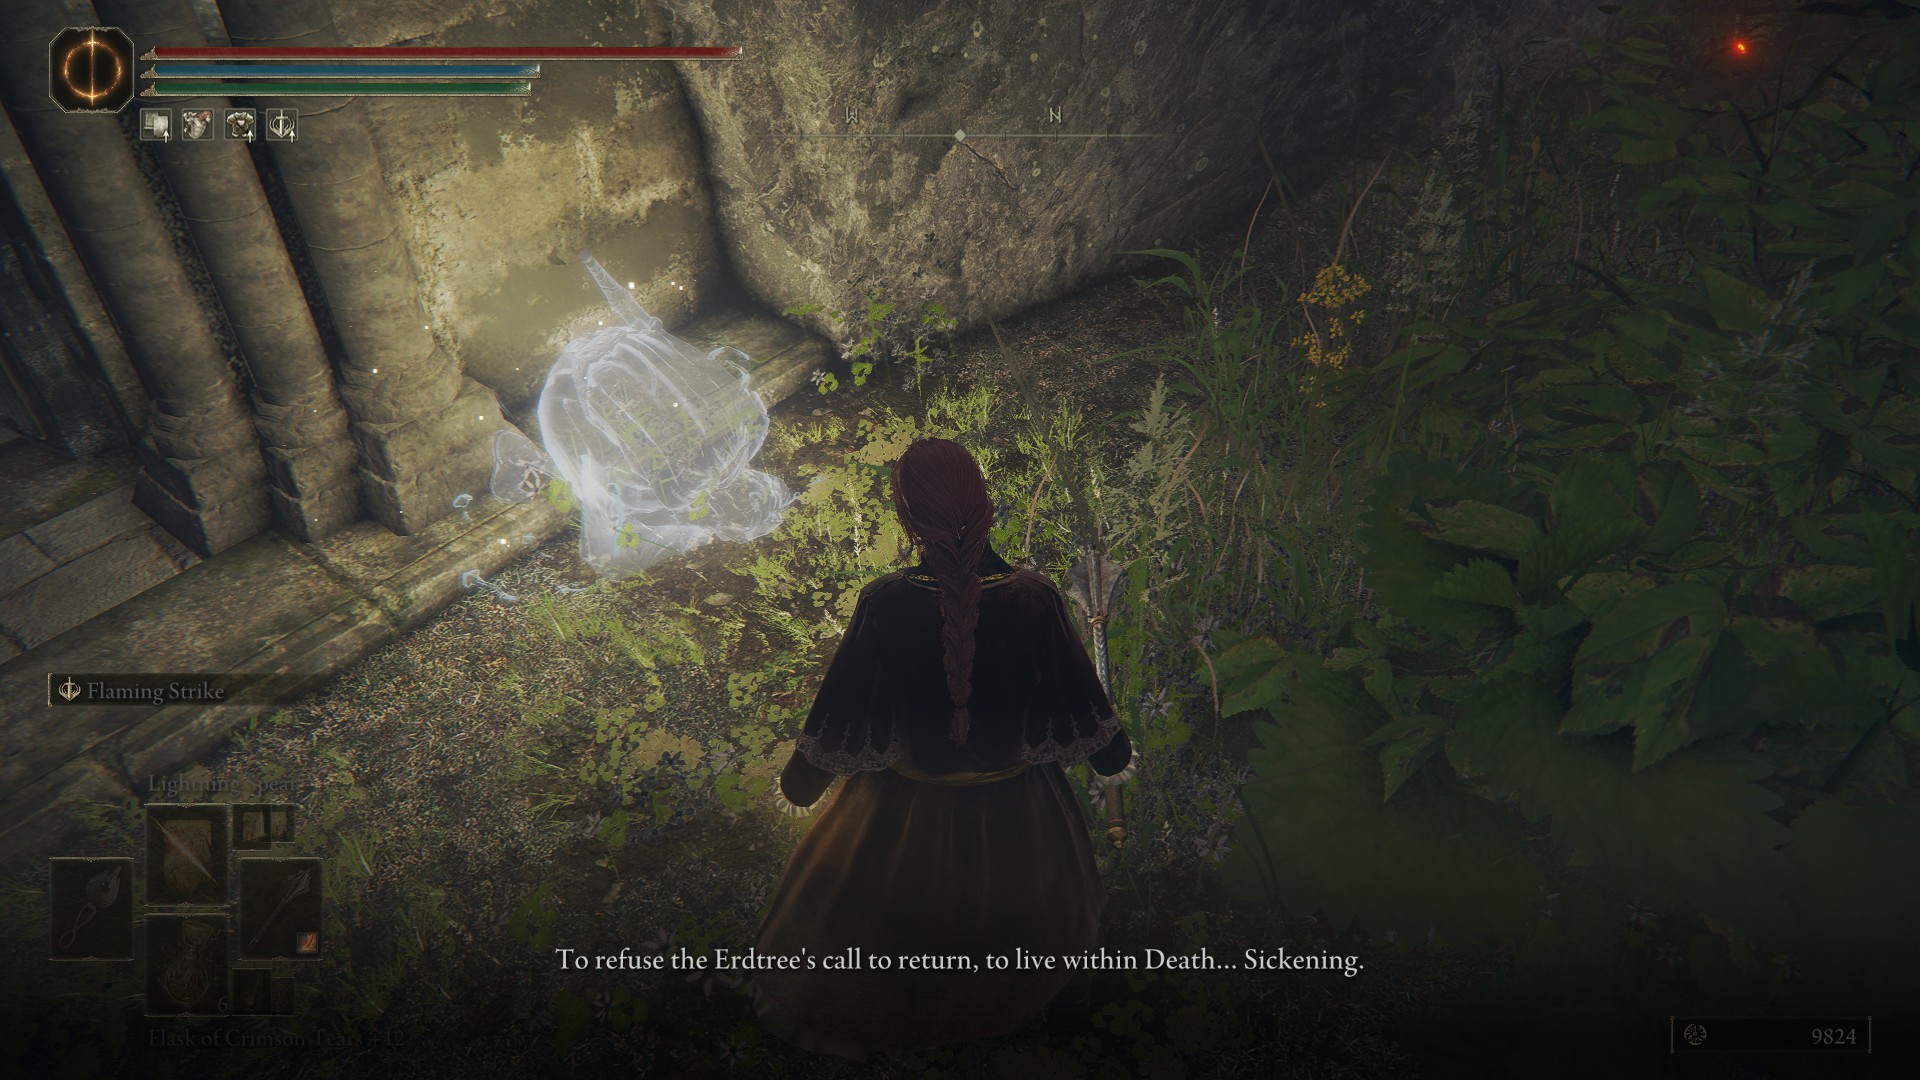 W N
Flaming Strike
Lightning Spear
6
Flask of Crimson Tears +12
To refuse the Erdtree's call to return, to live within Death... Sickening.
9824